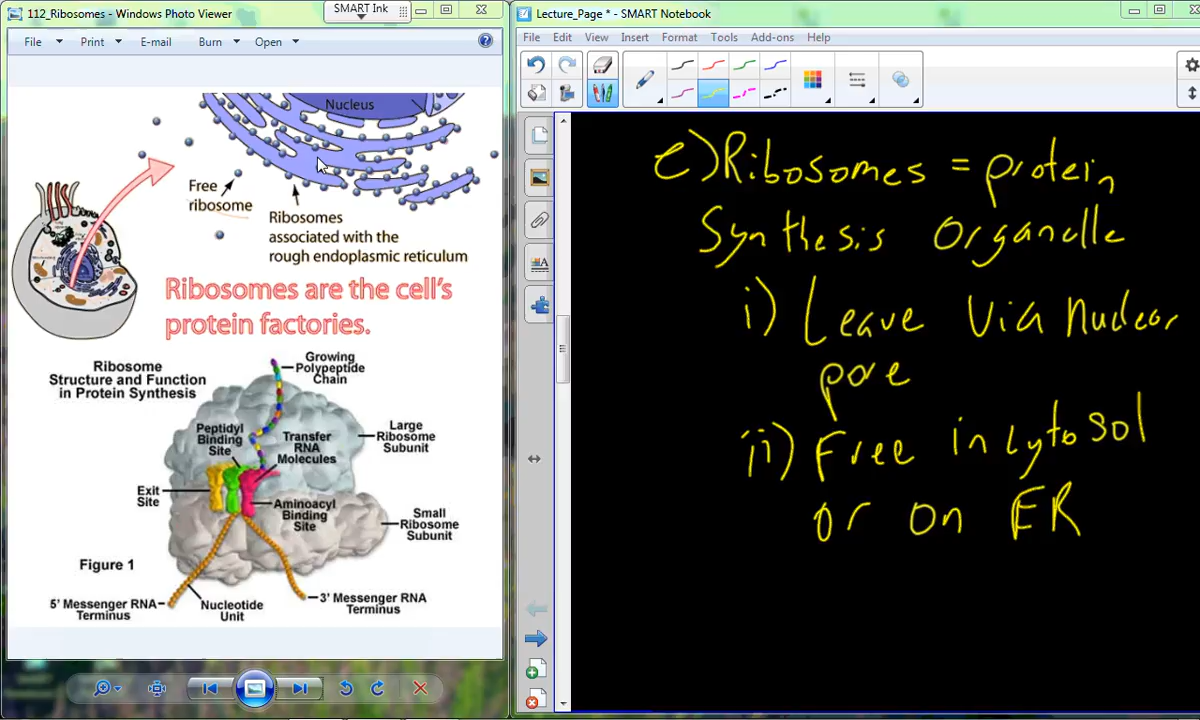 112_Ribosomes - Windows Photo Viewer
SMART Ink
File Print E-mail Burn Open
Nucleus
Free
ribosome
Ribosomes
associated with the
rough endoplasmic reticulum
Ribosomes are the cell's
protein factories.
Ribosome
Structure and Function
in Protein Synthesis
Growing
Polypeptide
Chain
Peptidyl
Binding
Site
Transfer
RNA
Molecules
Large
Ribosome
Subunit
Exit
Site
Aminoacyl
Binding
Site
Small
Ribosome
Subunit
Figure 1
5' Messenger RNA
Terminus
Nucleotide
Unit
3' Messenger RNA
Terminus
Lecture_Page * - SMART Notebook
File Edit View Insert Format Tools Add-ons Help
e) Ribosomes = protein
Synthesis Organelle
i) Leave via nuclear
pore
ii) Free in cytosol
or on ER